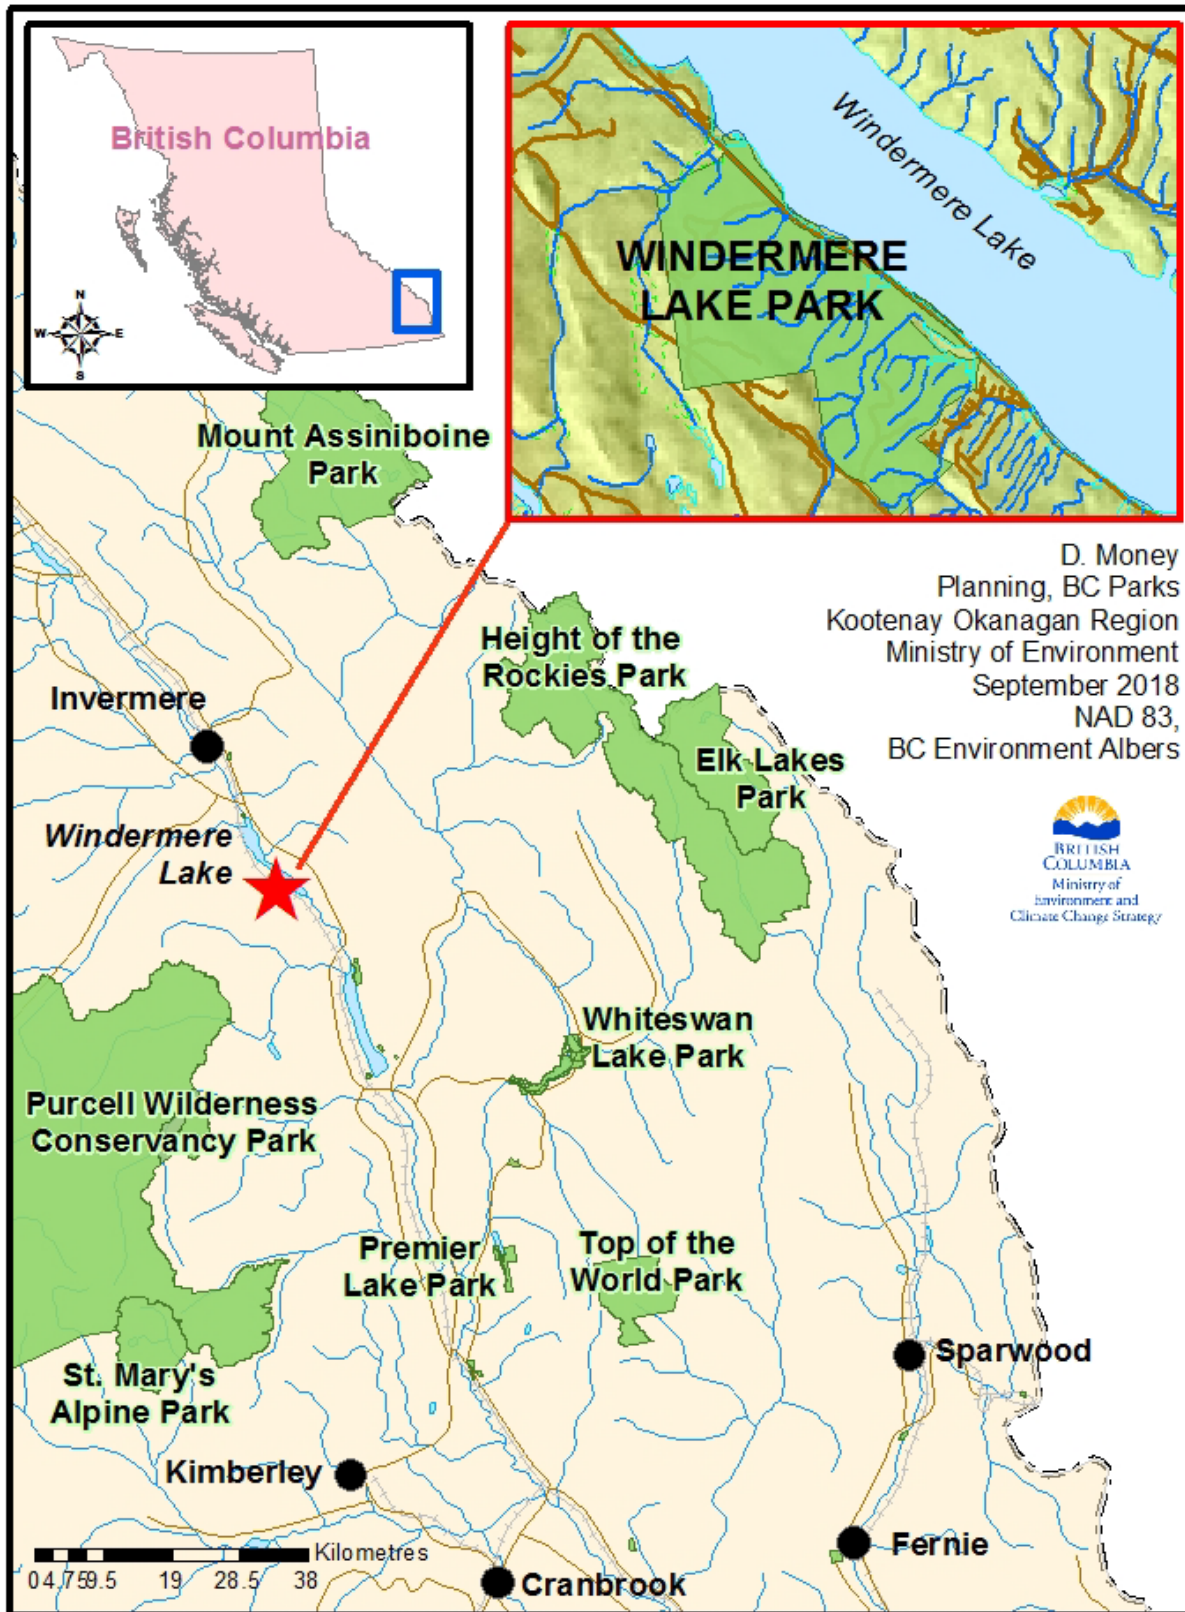 British Columbia
N
W
E
S
Windermere Lake
WINDERMERE
LAKE PARK
Mount Assiniboine
Park
D. Money
Planning, BC Parks
Kootenay Okanagan Region
Ministry of Environment
September 2018
NAD 83,
BC Environment Albers
Height of the
Rockies Park
Invermere
Elk Lakes
Park
Windermere
Lake
BRITISH
COLUMBIA
Ministry of
Environment and
Climate Change Strategy
Whiteswan
Lake Park
Purcell Wilderness
Conservancy Park
Premier
Lake Park
Top of the
World Park
Sparwood
St. Mary's
Alpine Park
Kimberley
Fernie
Kilometres
0 4.75 9.5 19 28.5 38
Cranbrook